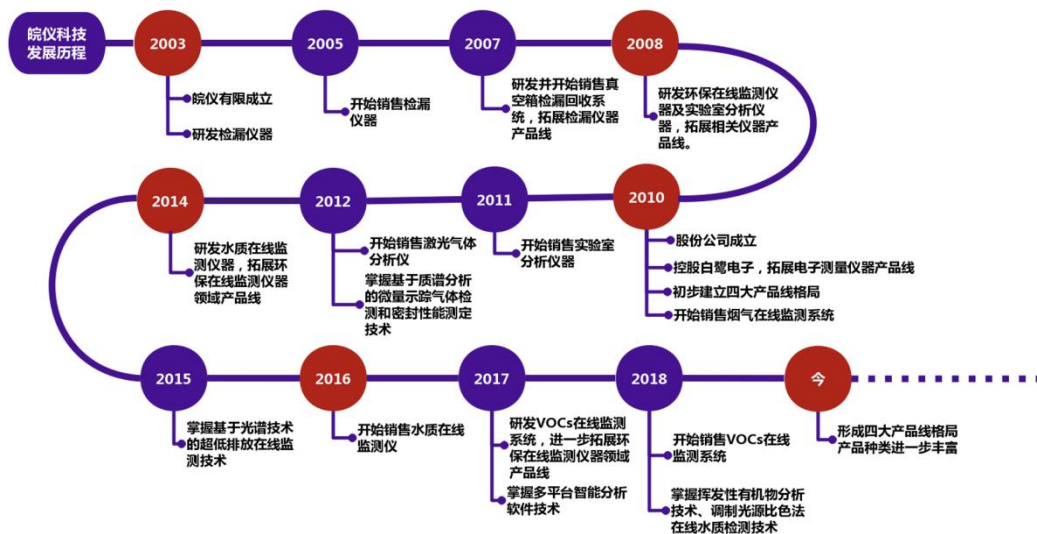 皖仪科技
发展历程
2003
皖仪有限成立
研发检漏仪器
2005
开始销售检漏
仪器
2007
研发并开始销售真
空箱检漏回收系
统，拓展检漏仪器
产品线
2008
研发环保在线监测仪
器及实验室分析仪
器，拓展相关仪器产
品线。
2010
股份公司成立
控股白鹭电子，拓展电子测量仪器产品线
初步建立四大产品线格局
开始销售烟气在线监测系统
2011
开始销售实验室
分析仪器
2012
开始销售激光气体
分析仪
掌握基于质谱分析
的微量示踪气体检
测和密封性能测定
技术
2014
研发水质在线监
测仪器，拓展环
保在线监测仪器
领域产品线
2015
掌握基于光谱技术
的超低排放在线监
测技术
2016
开始销售水质在线
监测仪
2017
研发VOCs在线监测
系统，进一步拓展环
保在线监测仪器领域
产品线
掌握多平台智能分析
软件技术
2018
开始销售VOCs在线
监测系统
掌握挥发性有机物分析
技术、调制光源比色法
在线水质检测技术
今
形成四大产品线格局
产品种类进一步丰富